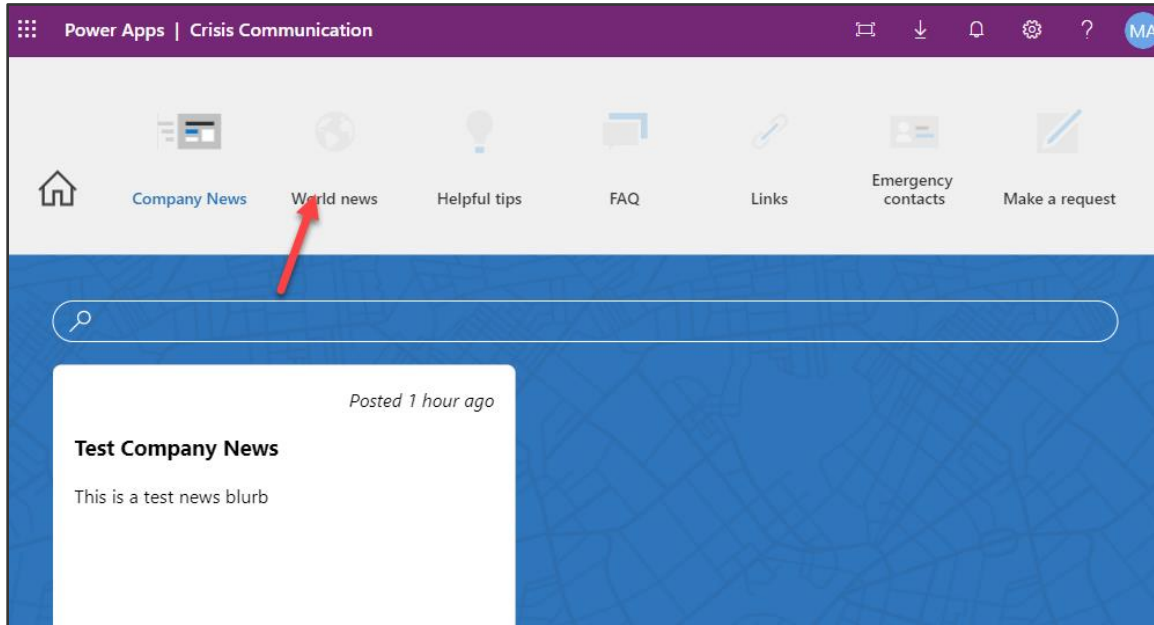 Power Apps | Crisis Communication
? MA
Company News World news Helpful tips FAQ Links Emergency contacts Make a request
Posted 1 hour ago
Test Company News
This is a test news blurb